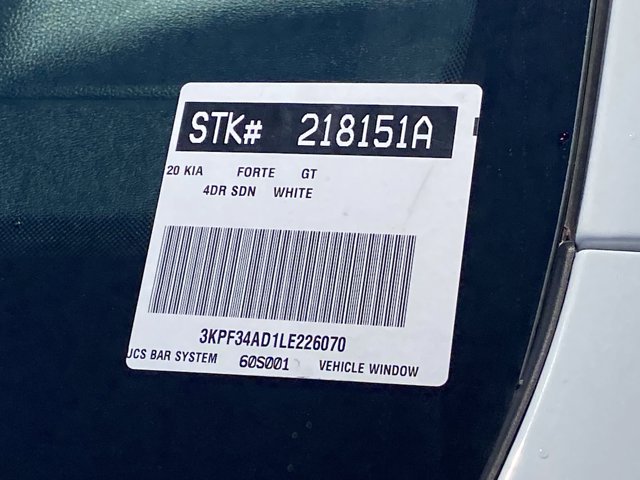 STK# 218151A
20 KIA FORTE GT
4DR SDN WHITE
3KPF34AD1LE226070
UCS BAR SYSTEM 60S001 VEHICLE WINDOW